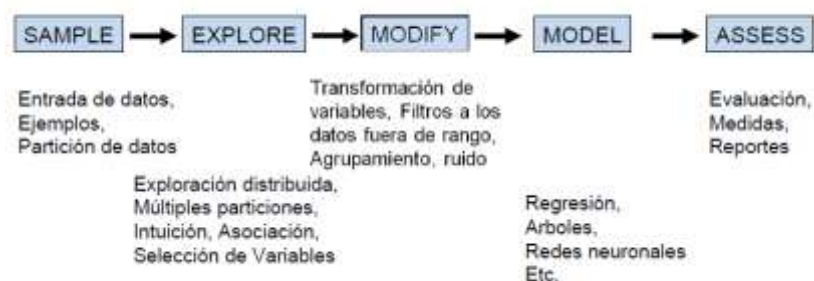 SAMPLE EXPLORE MODIFY MODEL ASSESS
Entrada de datos,
Ejemplos,
Partición de datos
Exploración distribuida,
Múltiples particiones,
Intuición, Asociación,
Selección de Variables
Transformación de
variables, Filtros a los
datos fuera de rango,
Agrupamiento, ruido
Regresión,
Arboles,
Redes neuronales
Etc.
Evaluación,
Medidas,
Reportes